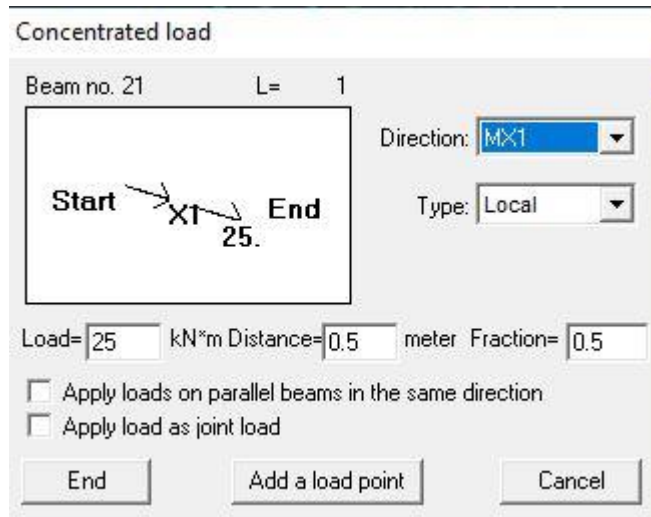 Concentrated load
Beam no. 21 L= 1
Direction: MX1
Start X1 End
25.
Type: Local
Load= 25 kN*m Distance= 0.5 meter Fraction= 0.5
Apply loads on parallel beams in the same direction
Apply load as joint load
End Add a load point Cancel